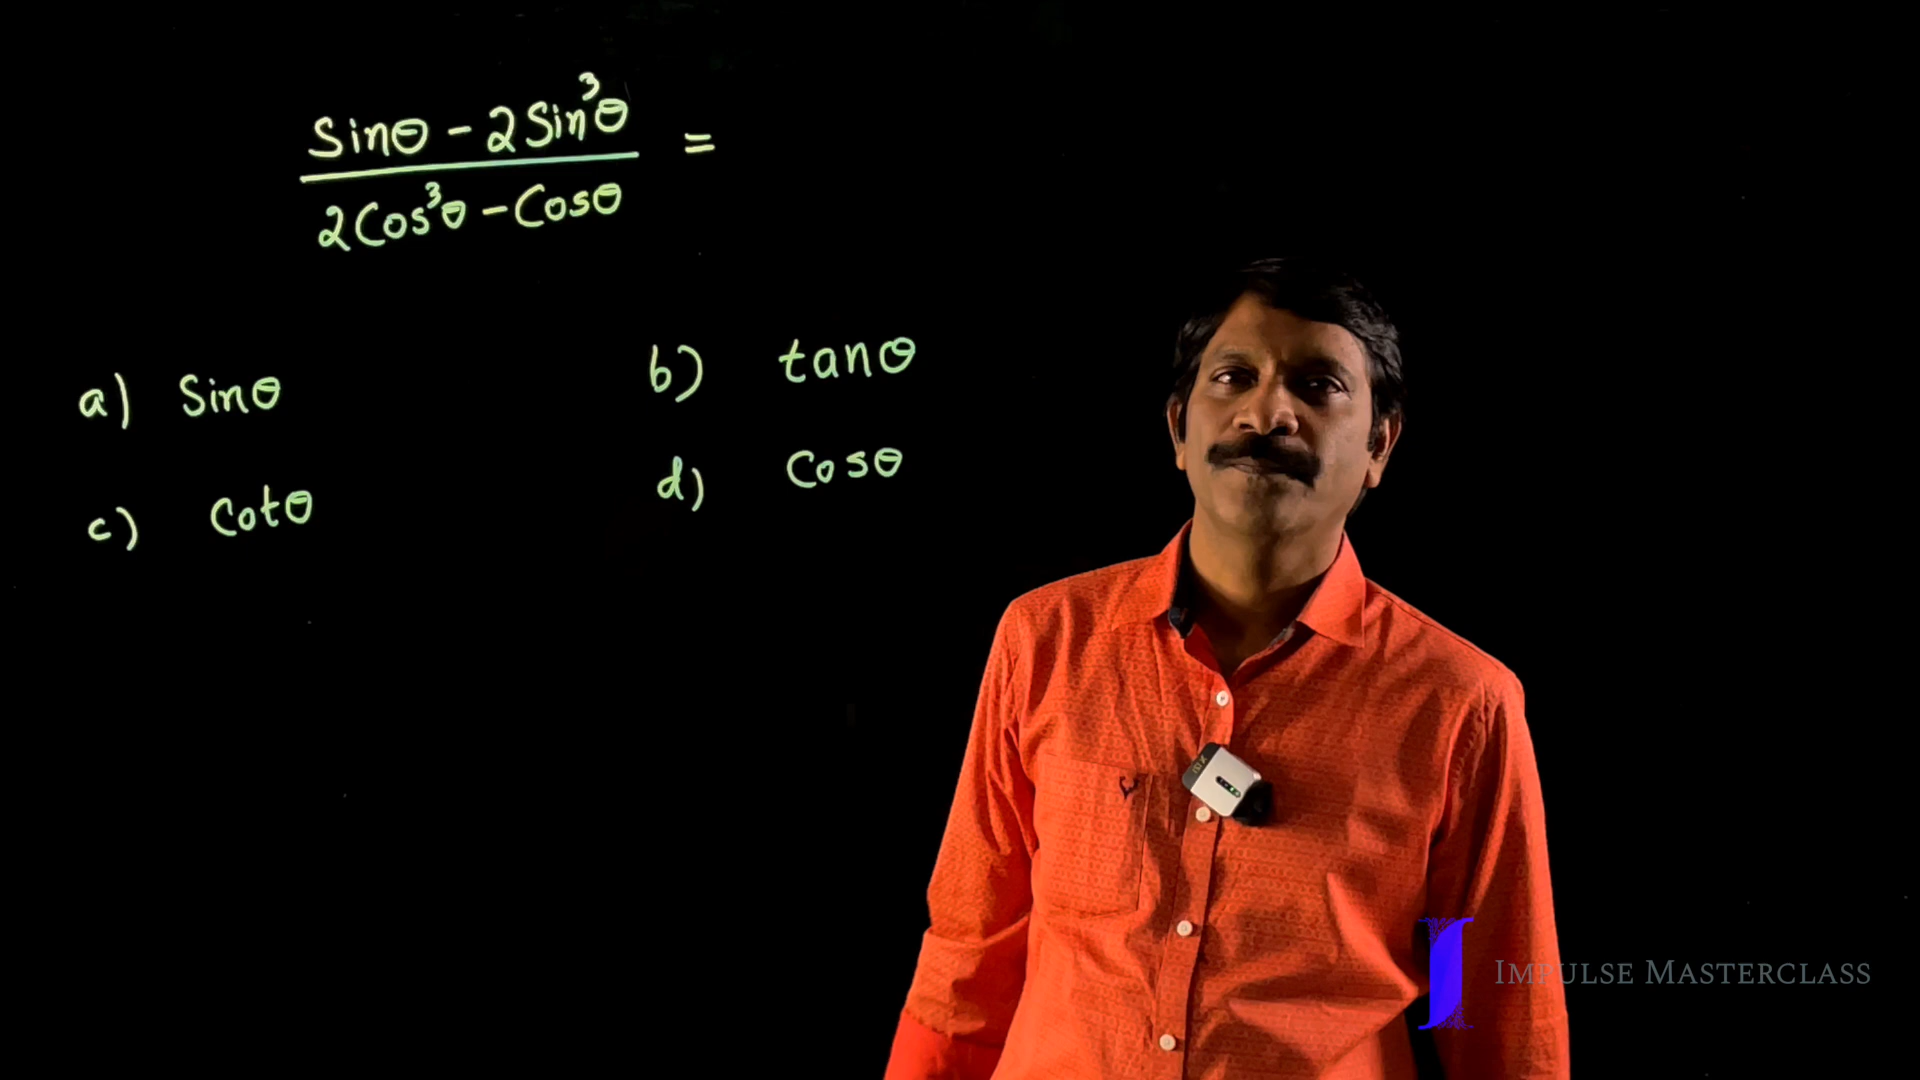 Sinθ - 2Sin³θ
2Cos³θ - Cosθ
=
a) Sinθ
b) tanθ
c) Cotθ
d) Cosθ
IMPULSE MASTERCLASS